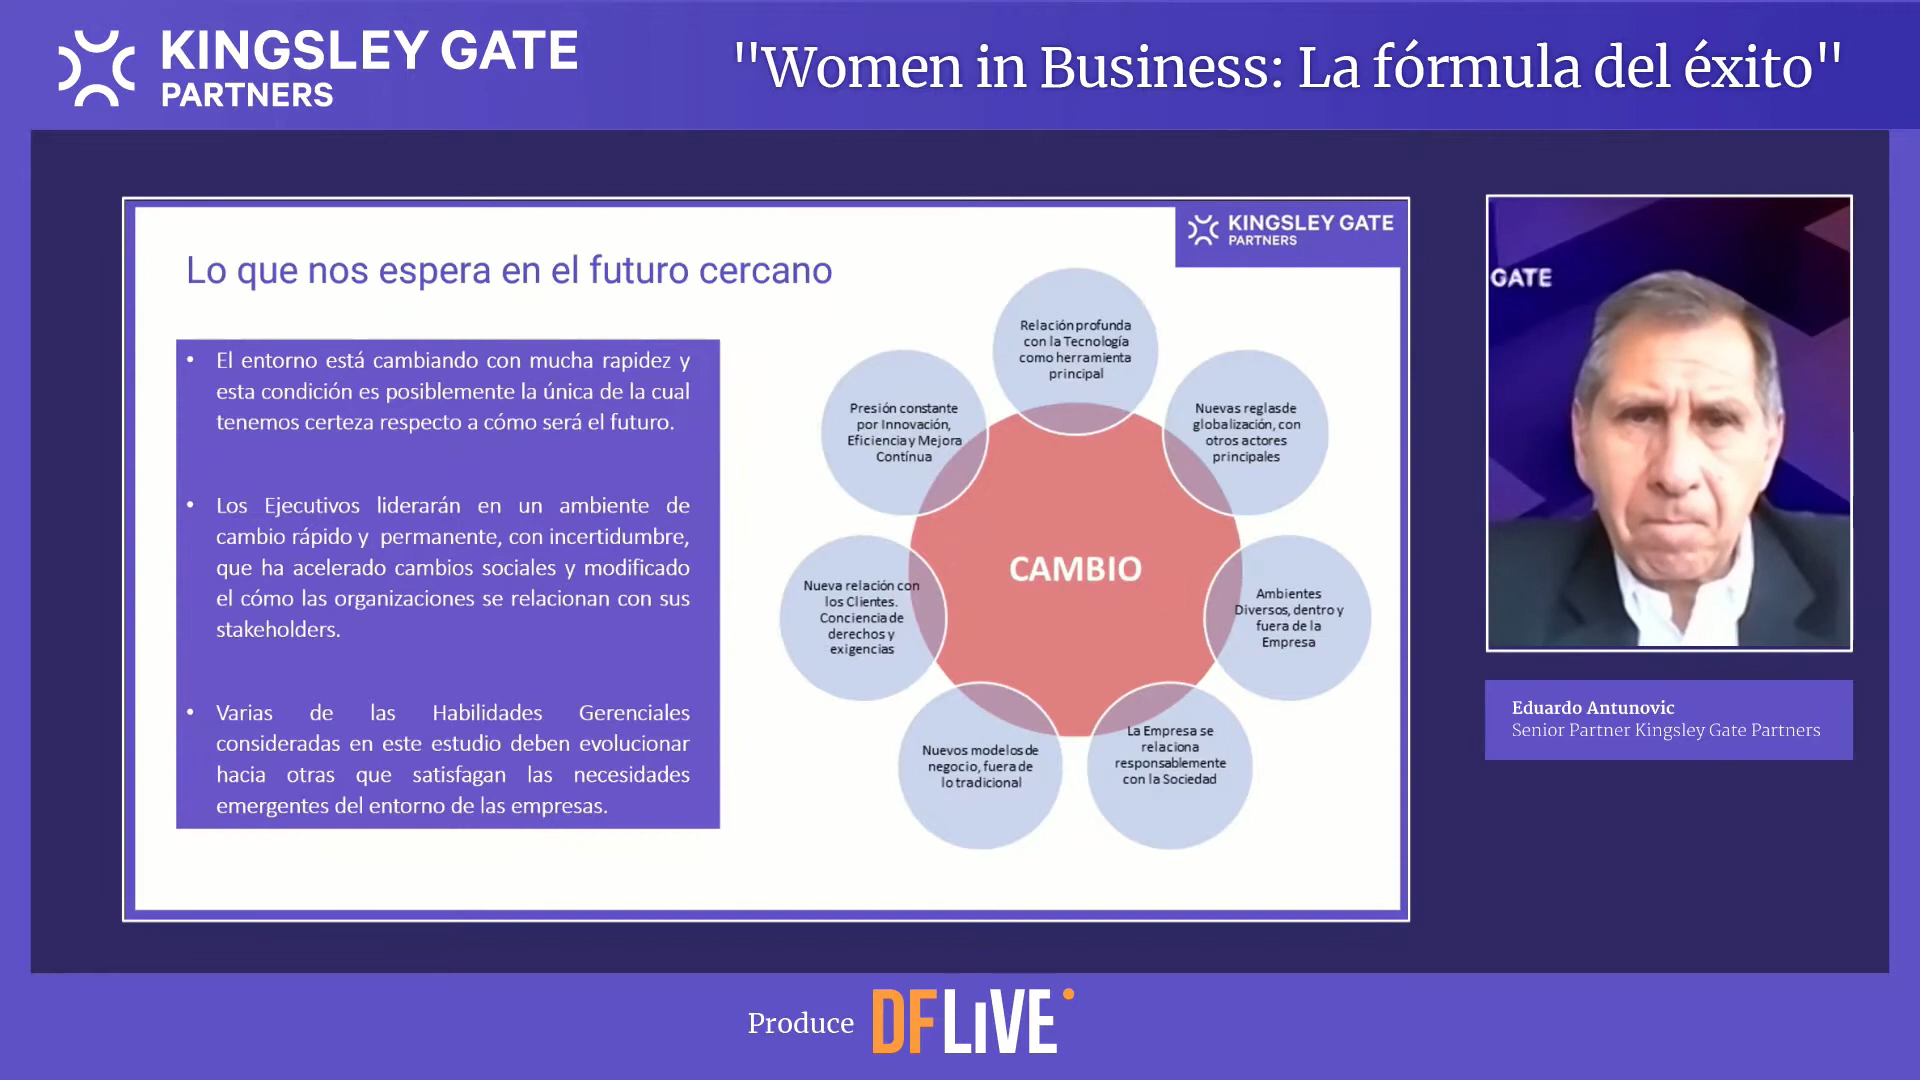 KINGSLEY GATE
PARTNERS
"Women in Business: La fórmula del éxito"
KINGSLEY GATE
PARTNERS
Lo que nos espera en el futuro cercano
• El entorno está cambiando con mucha rapidez y
esta condición es posiblemente la única de la cual
tenemos certeza respecto a cómo será el futuro.
• Los Ejecutivos liderarán en un ambiente de
cambio rápido y permanente, con incertidumbre,
que ha acelerado cambios sociales y modificado
el cómo las organizaciones se relacionan con sus
stakeholders.
• Varias de las Habilidades Gerenciales
consideradas en este estudio deben evolucionar
hacia otras que satisfagan las necesidades
emergentes del entorno de las empresas.
Relación profunda
con la Tecnología
como herramienta
principal
Nuevas reglas de
globalización, con
otros actores
principales
Ambientes
Diversos, dentro y
fuera de la
Empresa
La Empresa se
relaciona
responsablemente
con la Sociedad
Nuevos modelos de
negocio, fuera de
lo tradicional
Nueva relación con
los Clientes.
Conciencia de
derechos y
exigencias
Presión constante
por Innovación,
Eficiencia y Mejora
Contínua
CAMBIO
GATE
Eduardo Antunovic
Senior Partner Kingsley Gate Partners
Produce DFLiVE